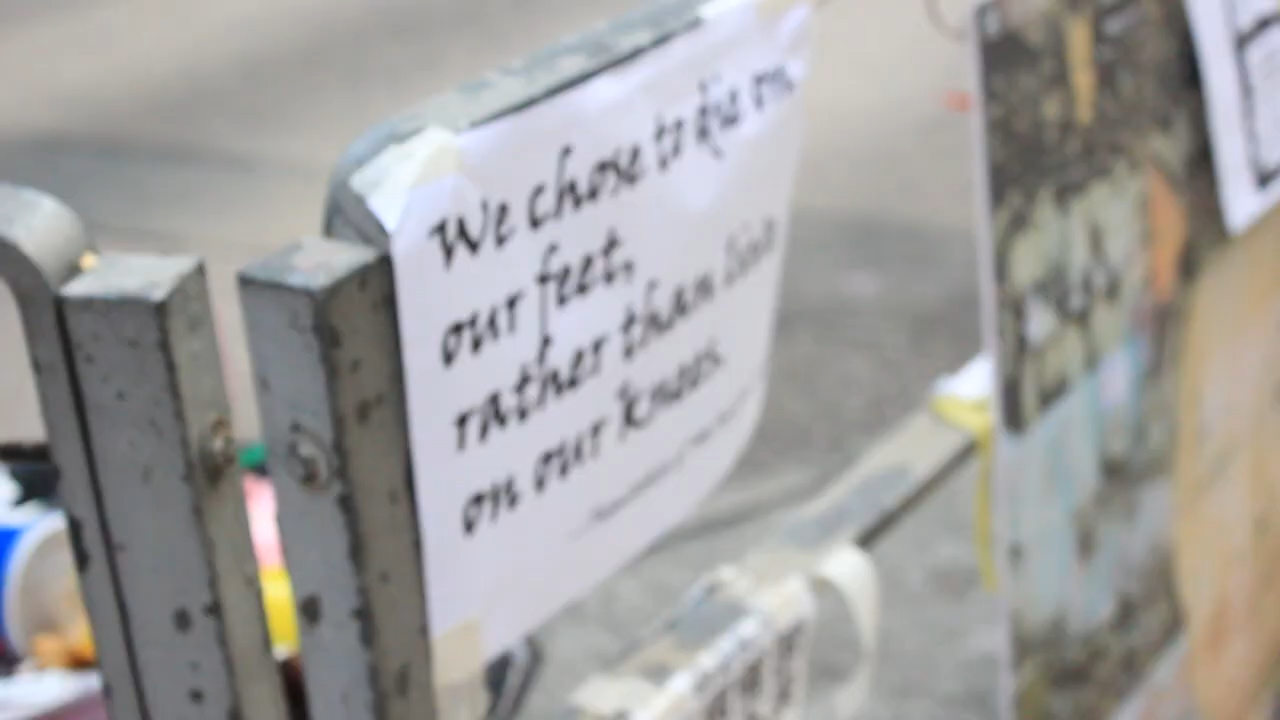 We chose to die on
our feet,
rather than live
on our knees.